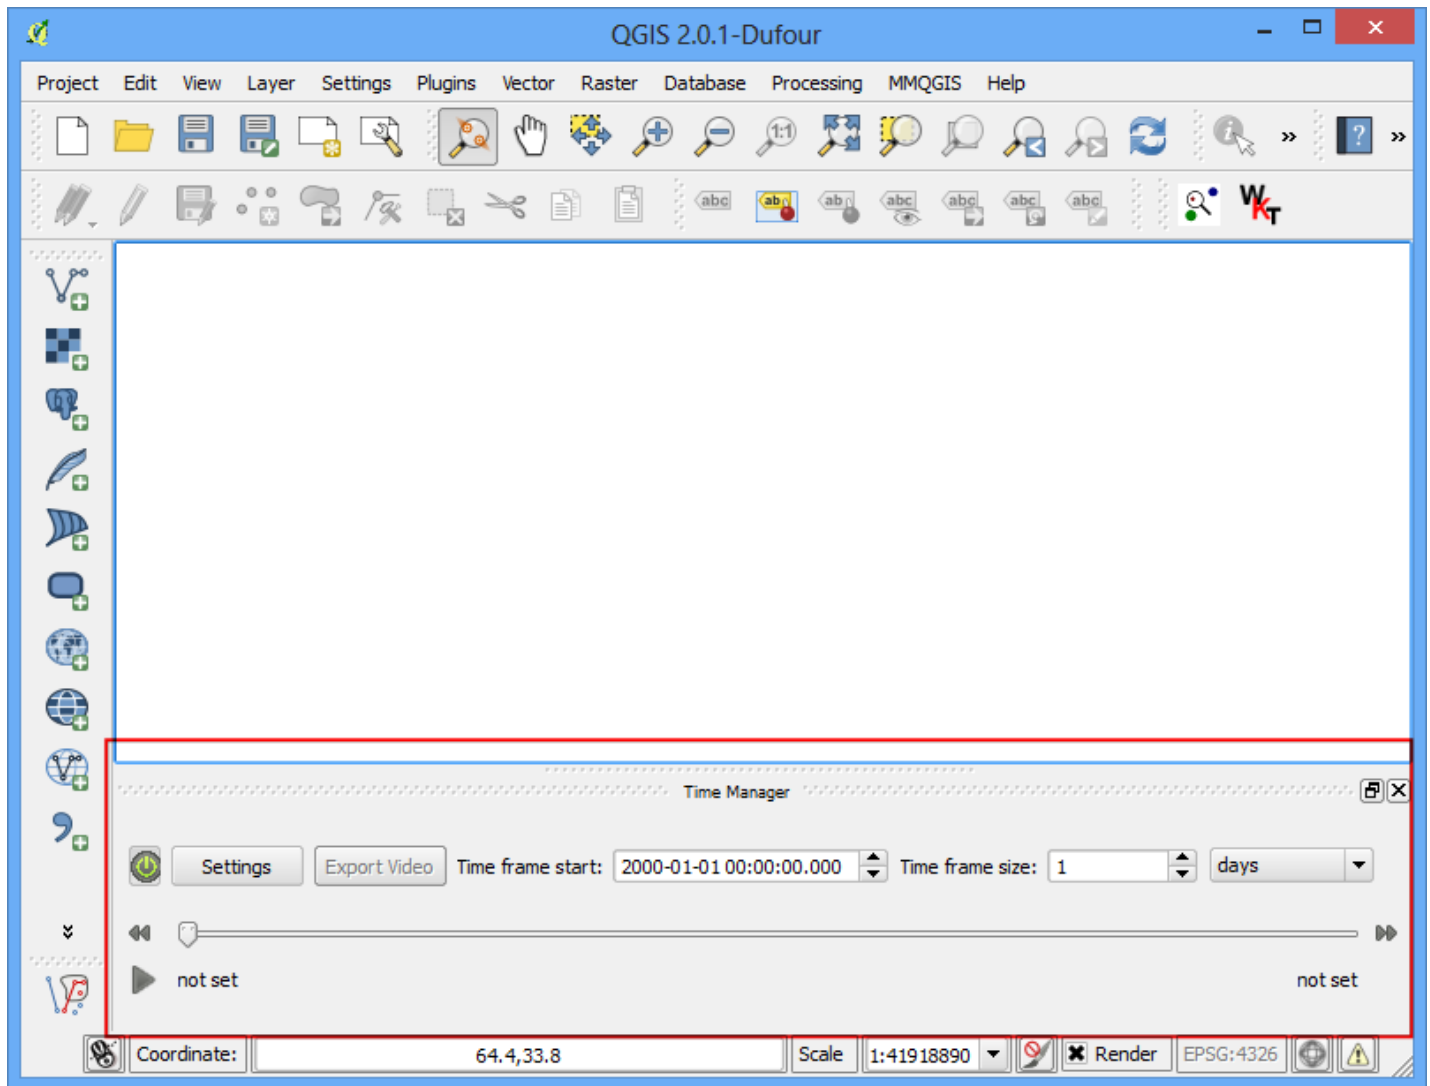 QGIS 2.0.1-Dufour
Project Edit View Layer Settings Plugins Vector Raster Database Processing MMQGIS Help
1:1 ? »
abc ab ab abc abc abc abc WKT
Time Manager
Settings Export Video Time frame start: 2000-01-01 00:00:00.000 Time frame size: 1 days
not set not set
Coordinate: 64.4,33.8 Scale 1:41918890 Render EPSG:4326